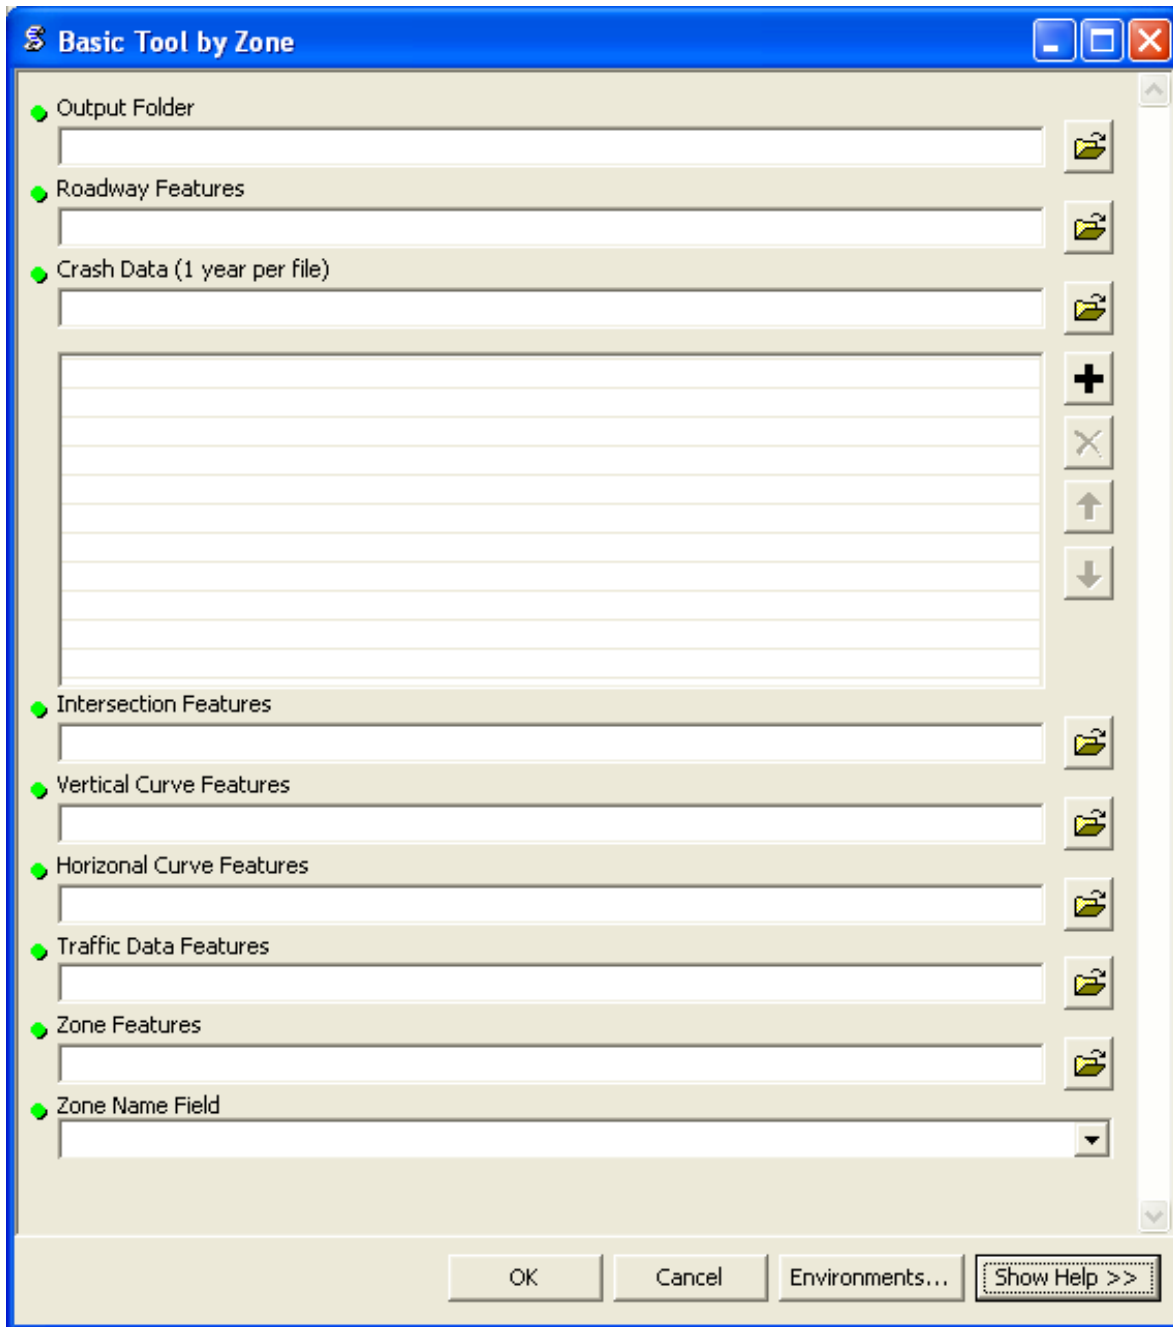 Basic Tool by Zone
Output Folder
Roadway Features
Crash Data (1 year per file)
Intersection Features
Vertical Curve Features
Horizonal Curve Features
Traffic Data Features
Zone Features
Zone Name Field
OK
Cancel
Environments...
Show Help >>